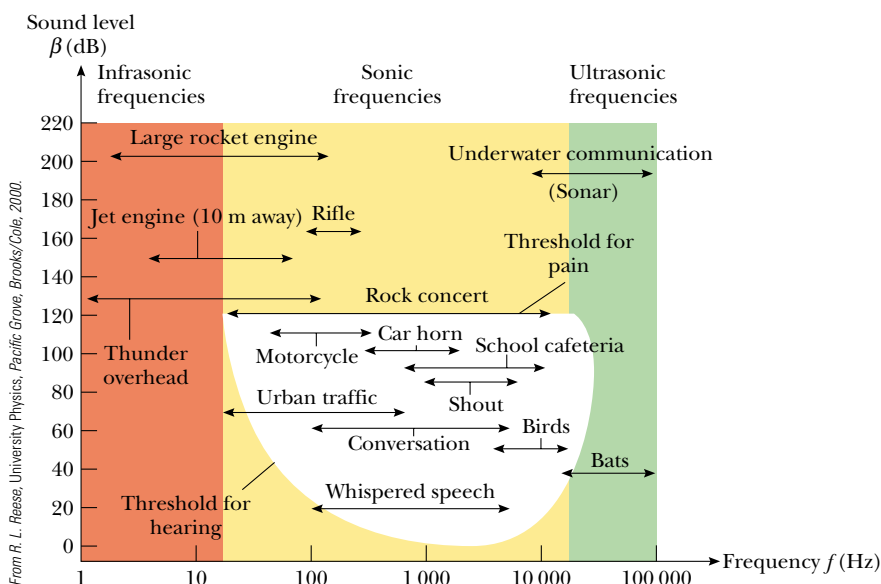 Sound level
β (dB)
Infrasonic
frequencies
Sonic
frequencies
Ultrasonic
frequencies
220
200
180
160
140
120
100
80
60
40
20
0
Large rocket engine
Underwater communication
(Sonar)
Jet engine (10 m away)
Rifle
Threshold for
pain
Rock concert
Thunder
overhead
Motorcycle
Car horn
School cafeteria
Shout
Urban traffic
Birds
Conversation
Bats
Threshold for
hearing
Whispered speech
1
10
100
1 000
10 000
100 000
Frequency f (Hz)
From R. L. Reese, University Physics, Pacific Grove, Brooks/Cole, 2000.